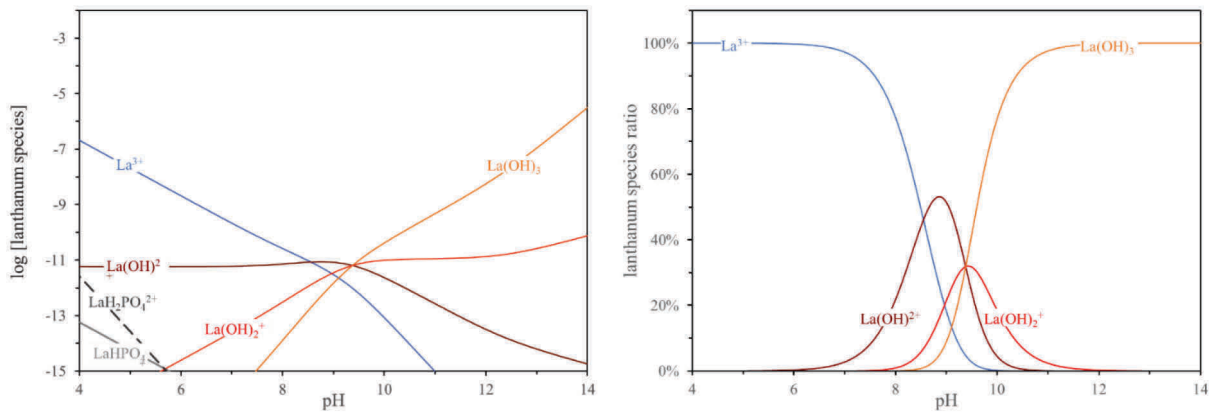 -3
-5
-7
-9
-11
-13
-15
log [lanthanum species]
La³⁺
La(OH)₃
La(OH)²
+
LaH₂PO₄²⁺
LaHPO₄
La(OH)₂⁺
4 6 8 10 12 14
pH
100%
80%
60%
40%
20%
0%
lanthanum species ratio
La³⁺
La(OH)₃
La(OH)²⁺
La(OH)₂⁺
4 6 8 10 12 14
pH